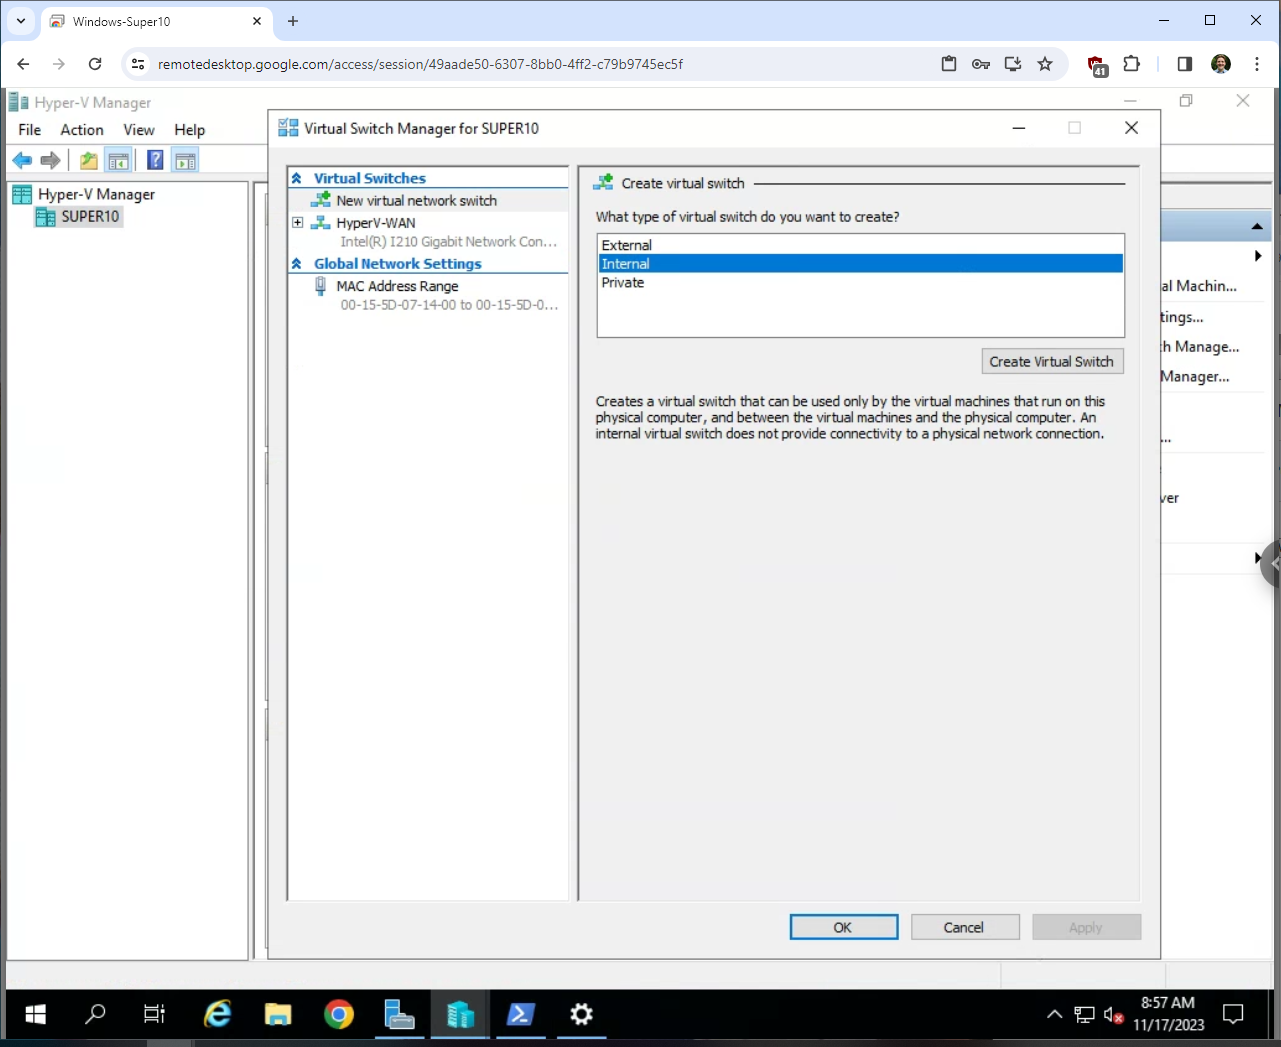 Windows-Super10
remotedesktop.google.com/access/session/49aade50-6307-8bb0-4ff2-c79b9745ec5f
41
Hyper-V Manager
File Action View Help
Hyper-V Manager
SUPER10
Virtual Switch Manager for SUPER10
Virtual Switches
New virtual network switch
HyperV-WAN
Intel(R) I210 Gigabit Network Con...
Global Network Settings
MAC Address Range
00-15-5D-07-14-00 to 00-15-5D-0...
Create virtual switch
What type of virtual switch do you want to create?
External
Internal
Private
Create Virtual Switch
Creates a virtual switch that can be used only by the virtual machines that run on this
physical computer, and between the virtual machines and the physical computer. An
internal virtual switch does not provide connectivity to a physical network connection.
OK
Cancel
Apply
al Machin...
tings...
h Manage...
Manager...
...
ver
8:57 AM
11/17/2023